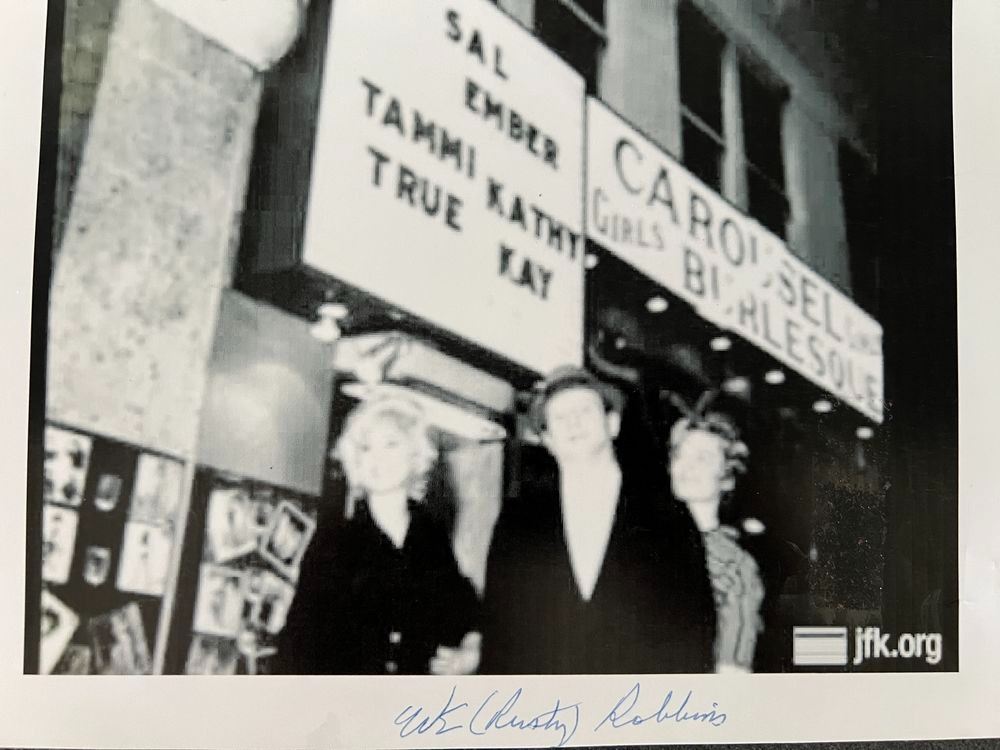 SAL
EMBER
TAMMI KATHY
TRUE KAY
CAROUSEL
GIRLS BURLESQUE
jfk.org
(Rusty) Robbins